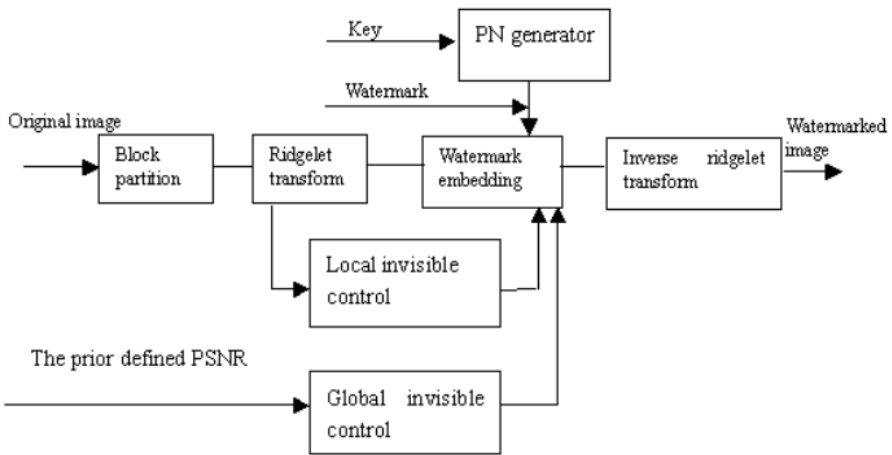 Key
PN generator
Watermark
Original image
Block
partition
Ridgelet
transform
Watermark
embedding
Inverse ridgelet
transform
Watermarked
image
Local invisible
control
The prior defined PSNR
Global invisible
control